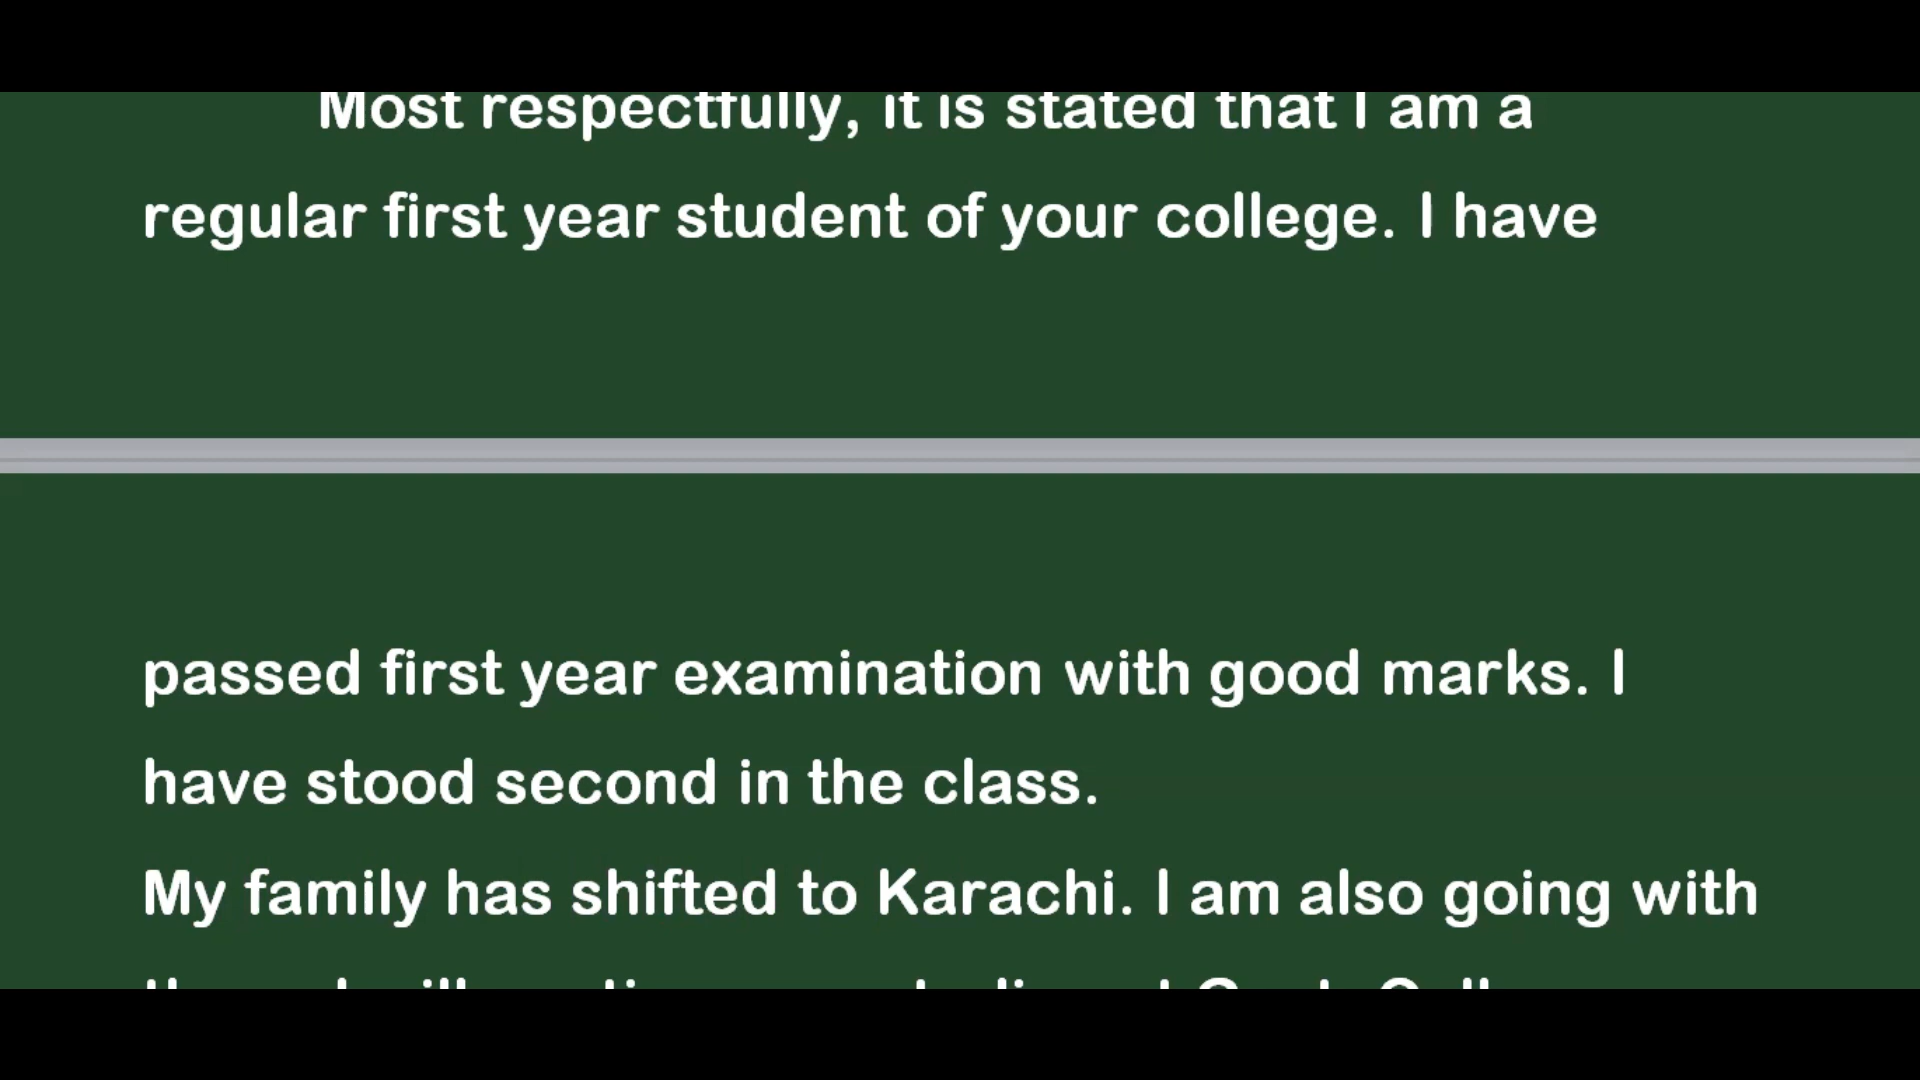 Most respectfully, it is stated that I am a
regular first year student of your college. I have
passed first year examination with good marks. I
have stood second in the class.
My family has shifted to Karachi. I am also going with